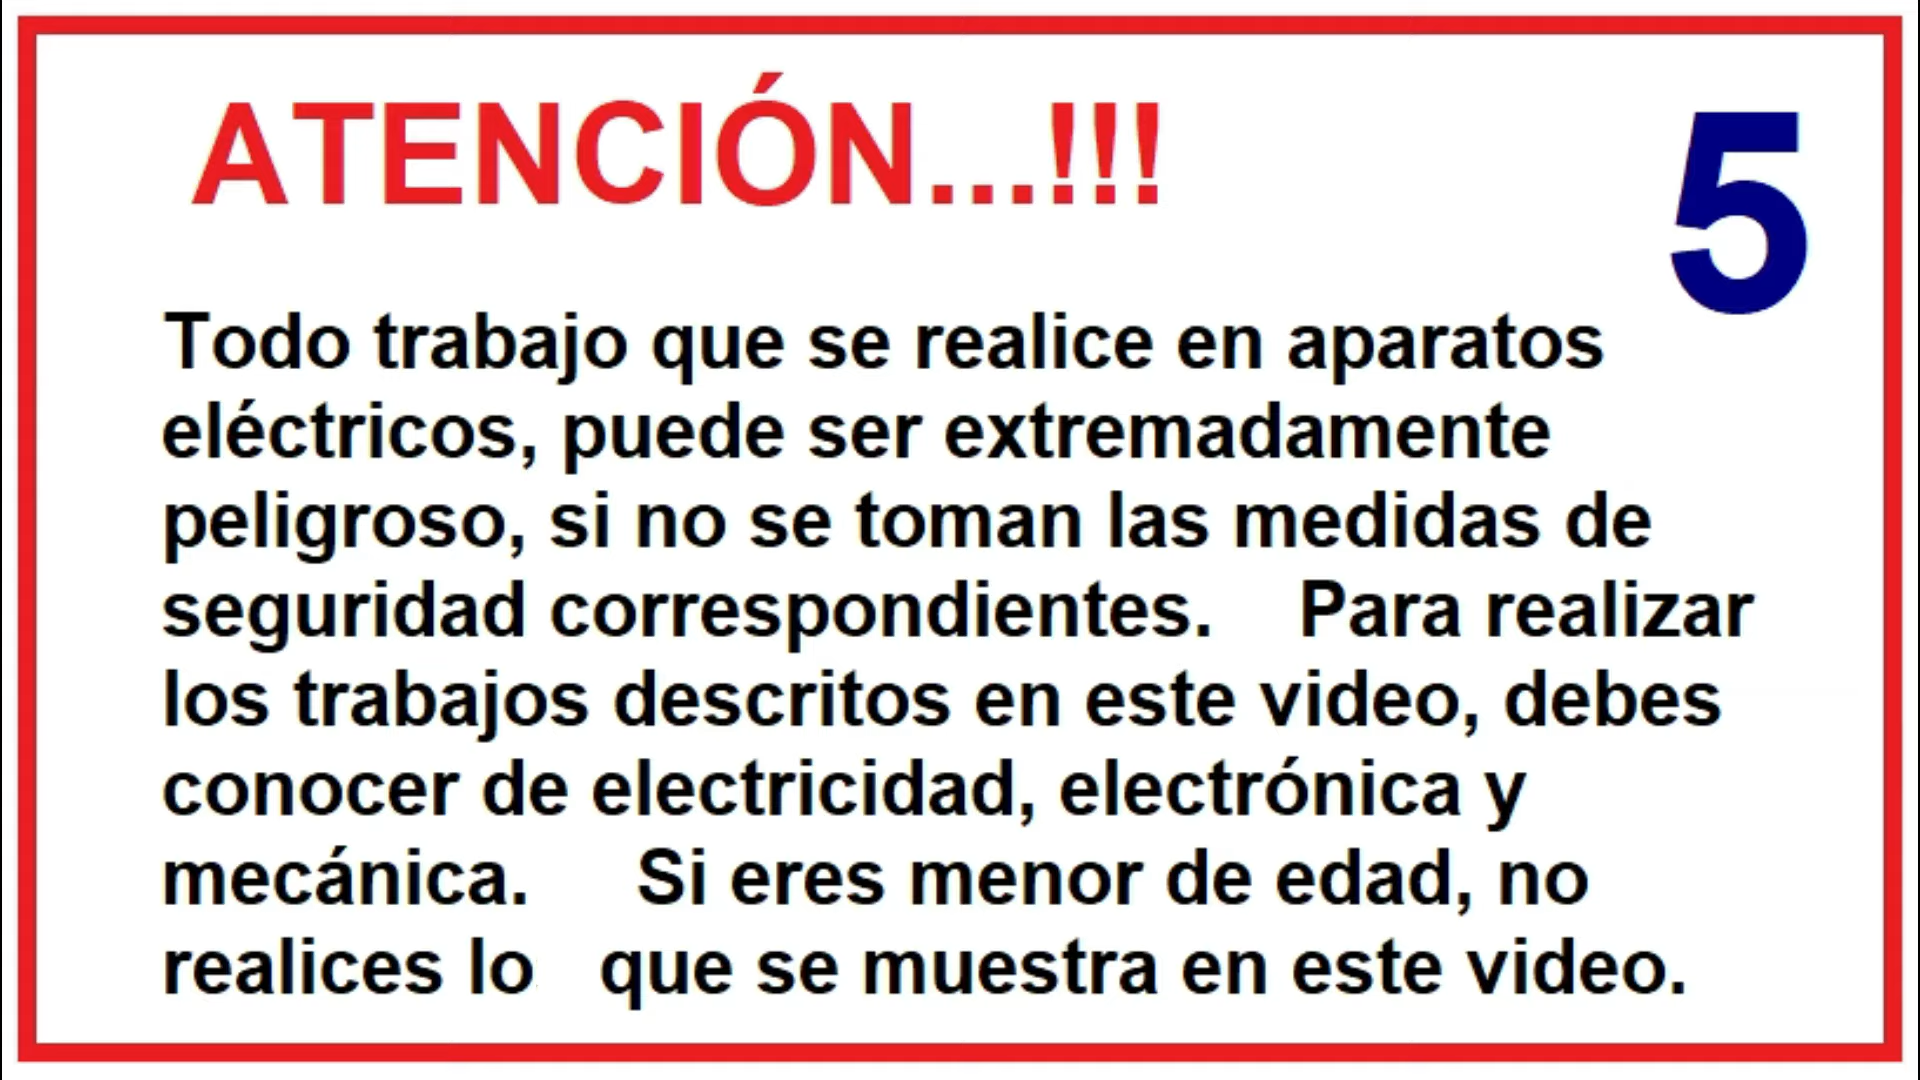 ATENCIÓN...!!!
5
Todo trabajo que se realice en aparatos
eléctricos, puede ser extremadamente
peligroso, si no se toman las medidas de
seguridad correspondientes. Para realizar
los trabajos descritos en este video, debes
conocer de electricidad, electrónica y
mecánica. Si eres menor de edad, no
realices lo que se muestra en este video.